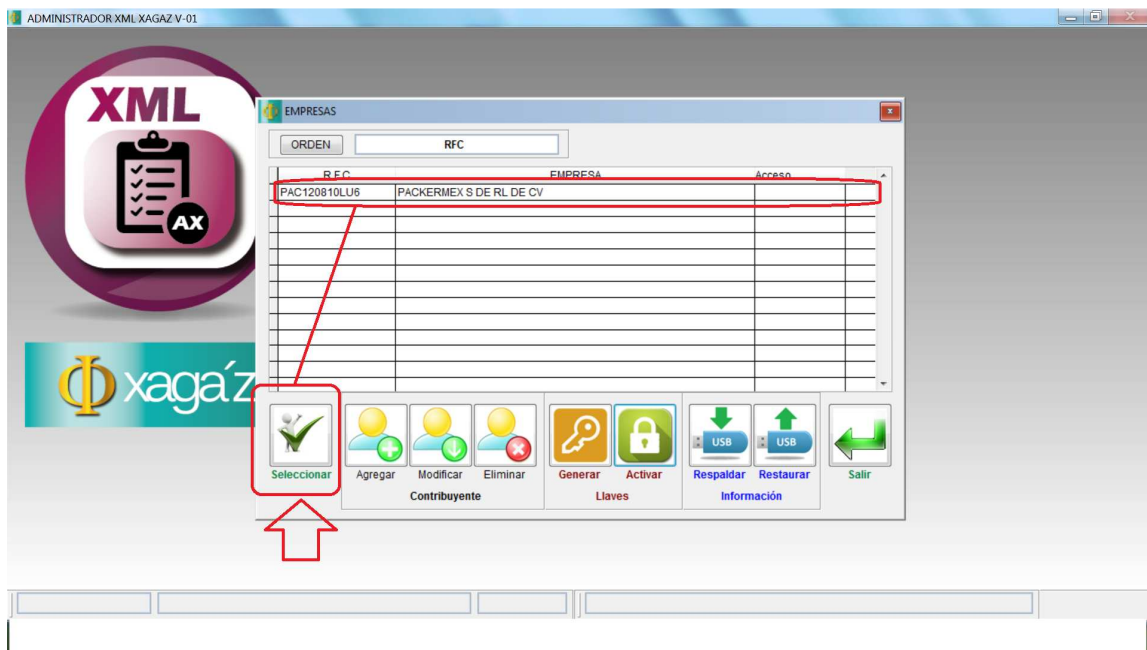 ADMINISTRADOR XML XAGAZ V-01
XML
AX
Φ xagáz
EMPRESAS
ORDEN RFC
R.F.C. EMPRESA Acceso
PAC120810LU6 PACKERMEX S DE RL DE CV
USB USB
Seleccionar Agregar Modificar Eliminar Generar Activar Respaldar Restaurar Salir
Contribuyente Llaves Información